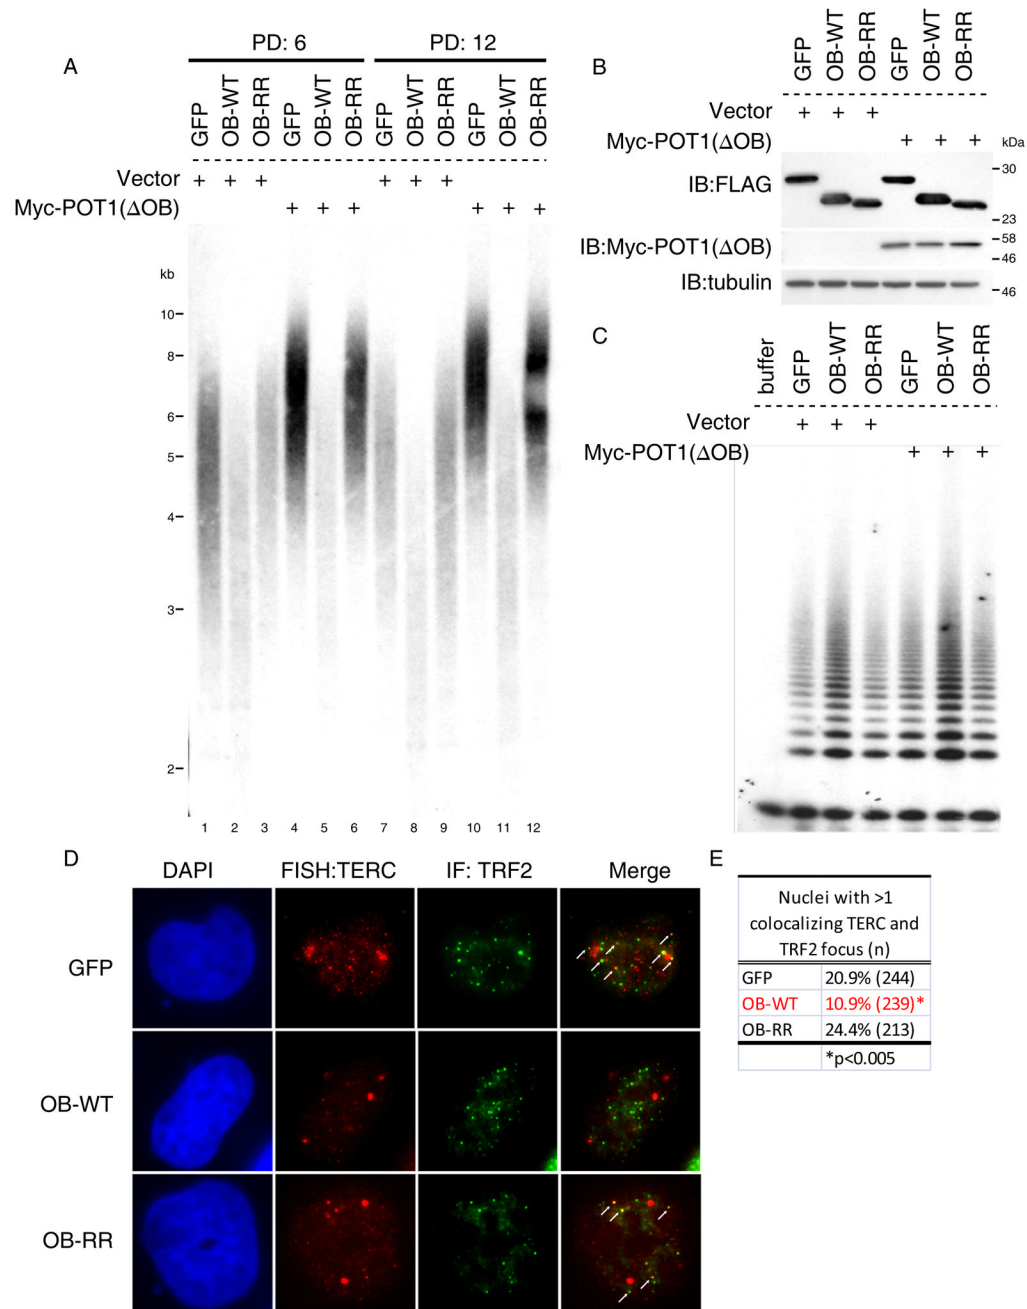 A
PD: 6
PD: 12
GFP
OB-WT
OB-RR
GFP
OB-WT
OB-RR
GFP
OB-WT
OB-RR
GFP
OB-WT
OB-RR
Vector
+ + + + + +
Myc-POT1(ΔOB)
+ + + + + +
kb
10
8
6
5
4
3
2
1 2 3 4 5 6 7 8 9 10 11 12
B
GFP
OB-WT
OB-RR
GFP
OB-WT
OB-RR
Vector
+ + +
Myc-POT1(ΔOB)
+ + +
kDa
IB:FLAG
30
23
IB:Myc-POT1(ΔOB)
58
46
IB:tubulin
46
C
buffer
GFP
OB-WT
OB-RR
GFP
OB-WT
OB-RR
Vector
+ + +
Myc-POT1(ΔOB)
+ + +
D
DAPI
FISH:TERC
IF: TRF2
Merge
GFP
OB-WT
OB-RR
E
Nuclei with >1
colocalizing TERC and
TRF2 focus (n)
GFP 20.9% (244)
OB-WT 10.9% (239)*
OB-RR 24.4% (213)
*p<0.005